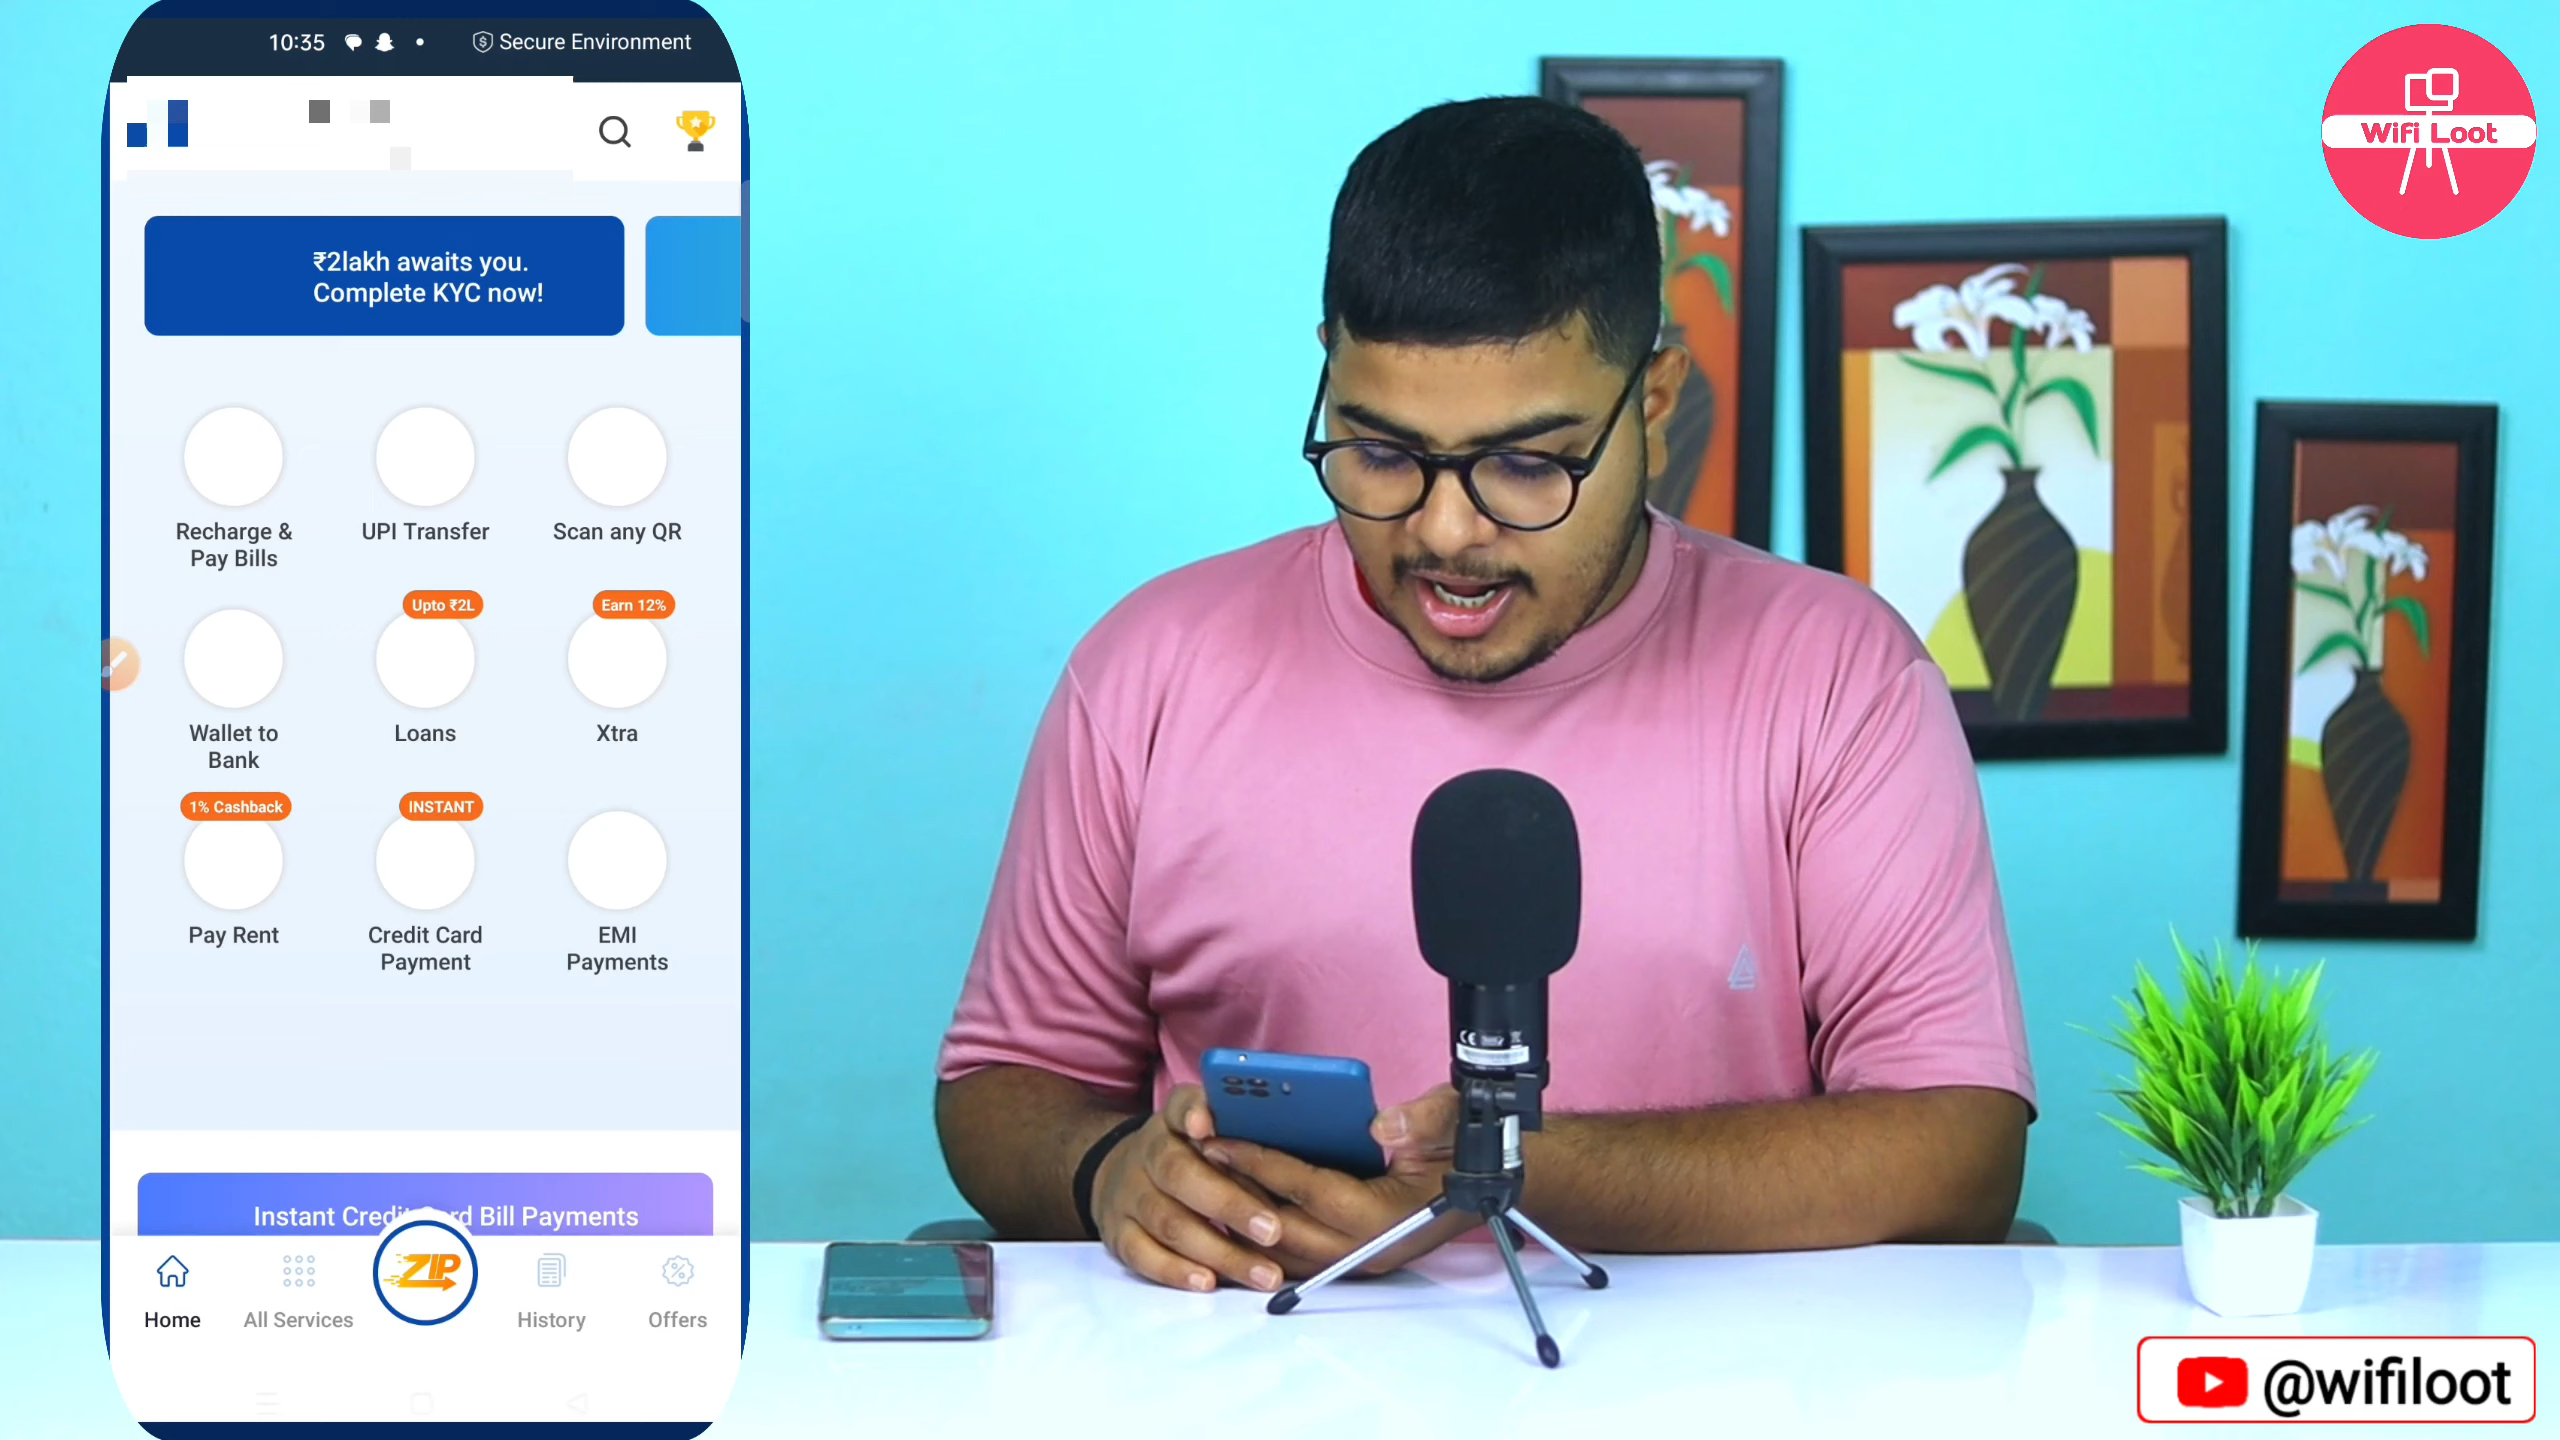 10:35
Secure Environment
₹2lakh awaits you.
Complete KYC now!
Recharge &
Pay Bills
UPI Transfer
Scan any QR
Upto ₹2L
Earn 12%
Wallet to
Bank
Loans
Xtra
1% Cashback
INSTANT
Pay Rent
Credit Card
Payment
EMI
Payments
Instant Credit Card Bill Payments
ZIP
Home
All Services
History
Offers
Wifi Loot
CE
@wifiloot